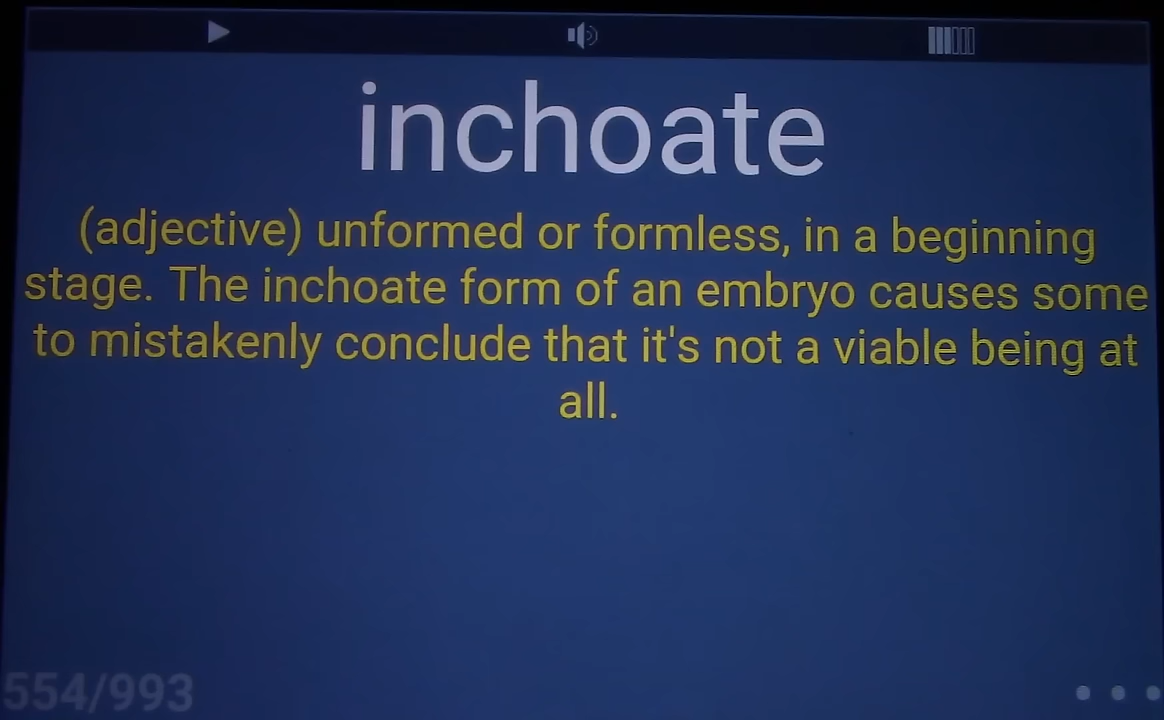 inchoate
(adjective) unformed or formless, in a beginning
stage. The inchoate form of an embryo causes some
to mistakenly conclude that it's not a viable being at
all.
554/993